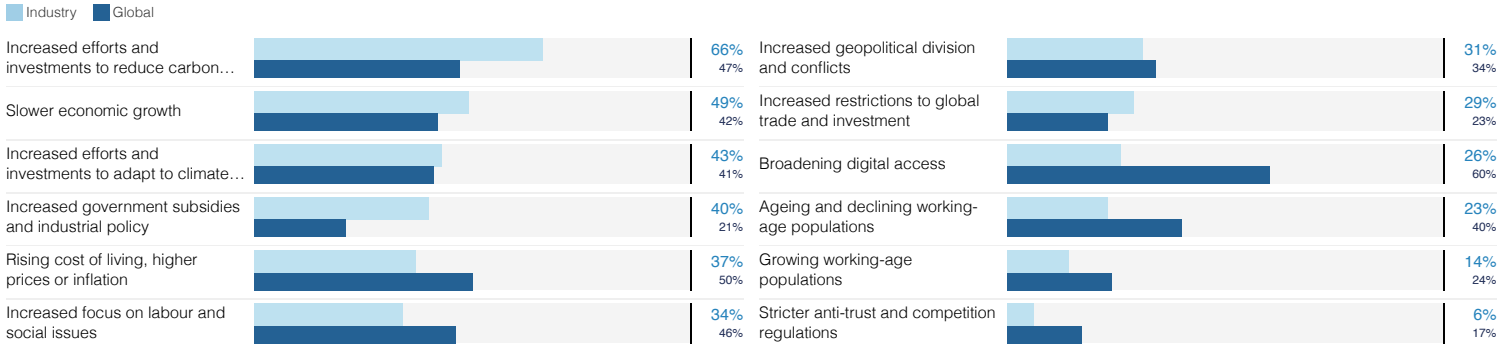 Industry Global
Increased efforts and
investments to reduce carbon…
66%
47%
Slower economic growth
49%
42%
Increased efforts and
investments to adapt to climate…
43%
41%
Increased government subsidies
and industrial policy
40%
21%
Rising cost of living, higher
prices or inflation
37%
50%
Increased focus on labour and
social issues
34%
46%
Increased geopolitical division
and conflicts
31%
34%
Increased restrictions to global
trade and investment
29%
23%
Broadening digital access
26%
60%
Ageing and declining working-
age populations
23%
40%
Growing working-age
populations
14%
24%
Stricter anti-trust and competition
regulations
6%
17%